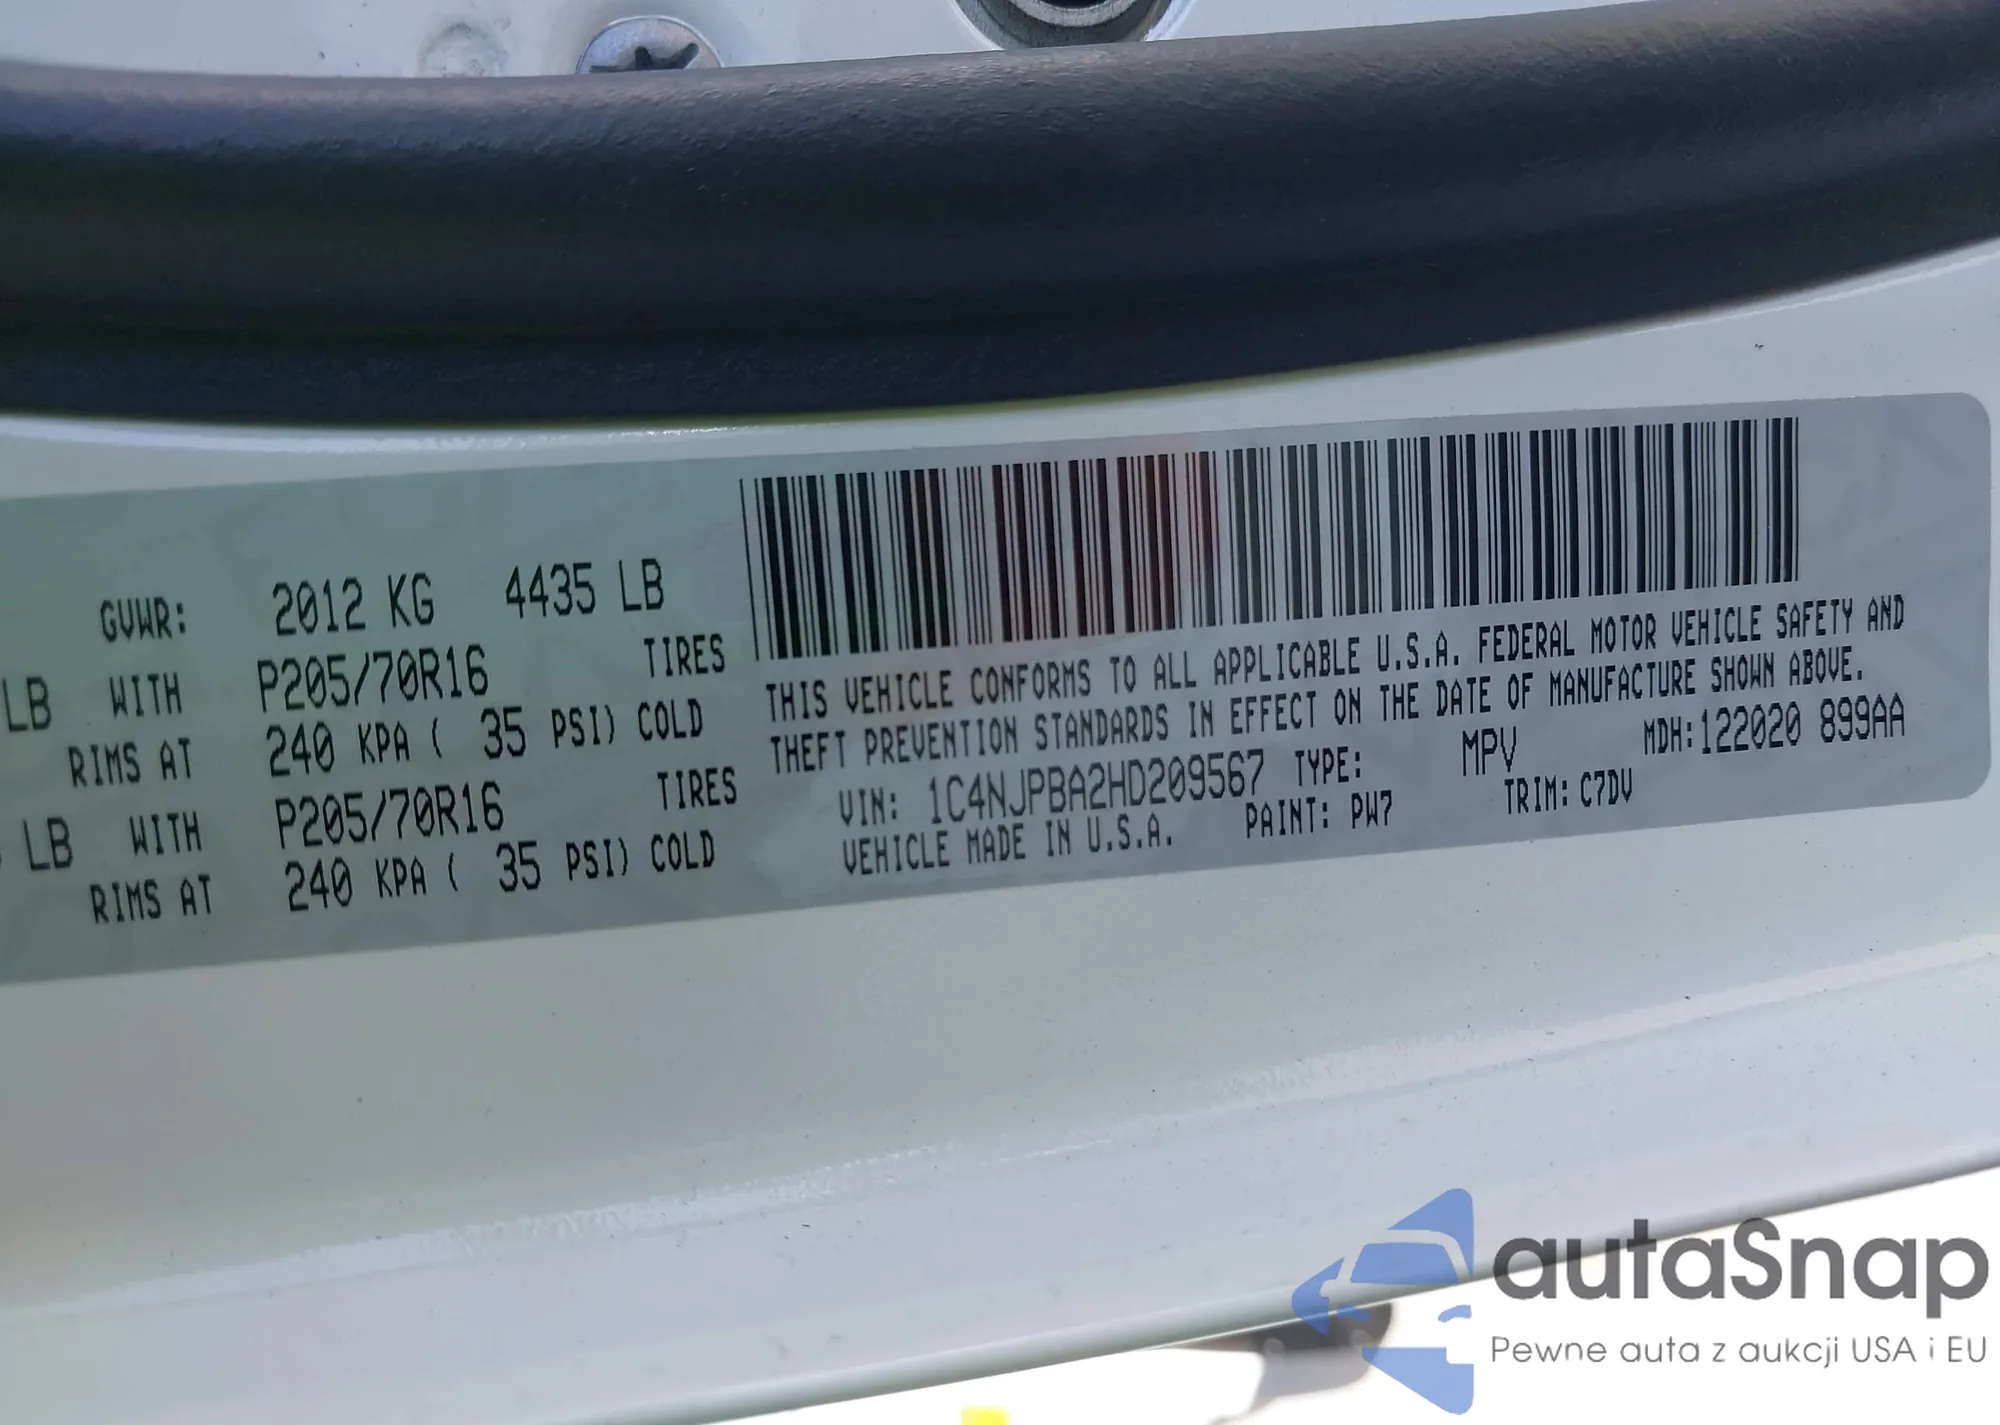 GVWR: 2012 KG 4435 LB
LB WITH P205/70R16 TIRES
RIMS AT 240 KPA ( 35 PSI) COLD
LB WITH P205/70R16 TIRES
RIMS AT 240 KPA ( 35 PSI) COLD
THIS VEHICLE CONFORMS TO ALL APPLICABLE U.S.A. FEDERAL MOTOR VEHICLE SAFETY AND
THEFT PREVENTION STANDARDS IN EFFECT ON THE DATE OF MANUFACTURE SHOWN ABOVE.
VIN: 1C4NJPBA2HD209567 TYPE: MPV MDH:122020 899AA
VEHICLE MADE IN U.S.A. PAINT: PW7 TRIM: C7DV
autaSnap
Pewne auta z aukcji USA i EU